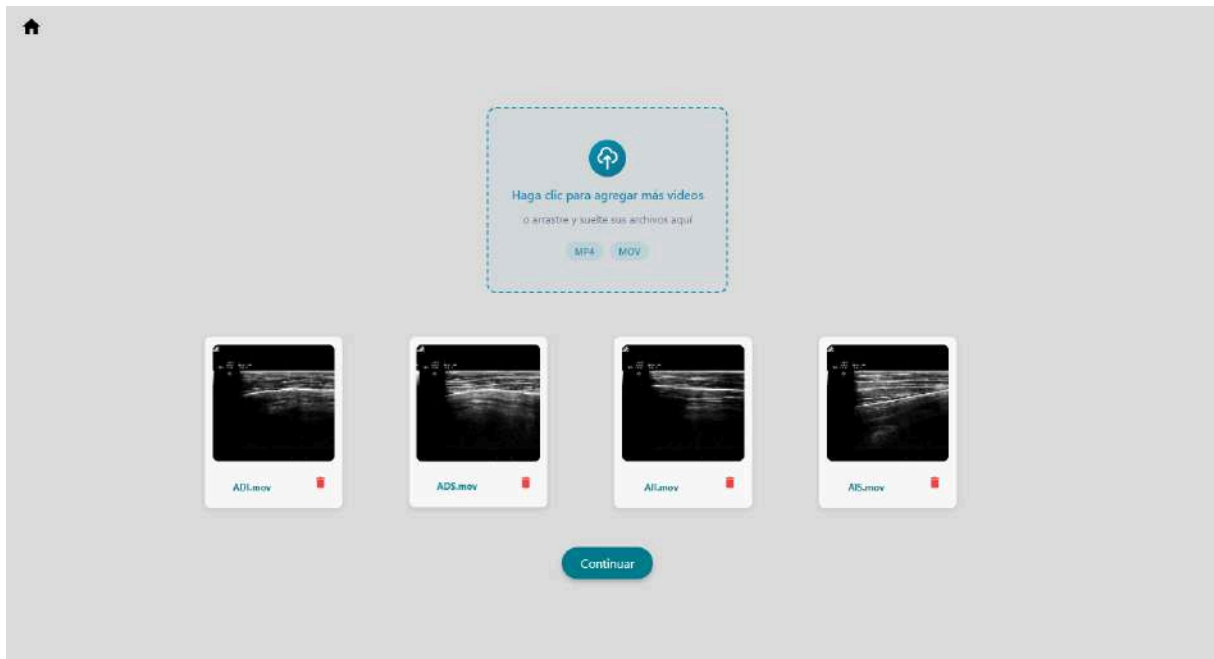 Haga clic para agregar más videos
o arrastre y suelte sus archivos aquí
MP4 MOV
ADI.mov ADS.mov AII.mov AIS.mov
Continuar